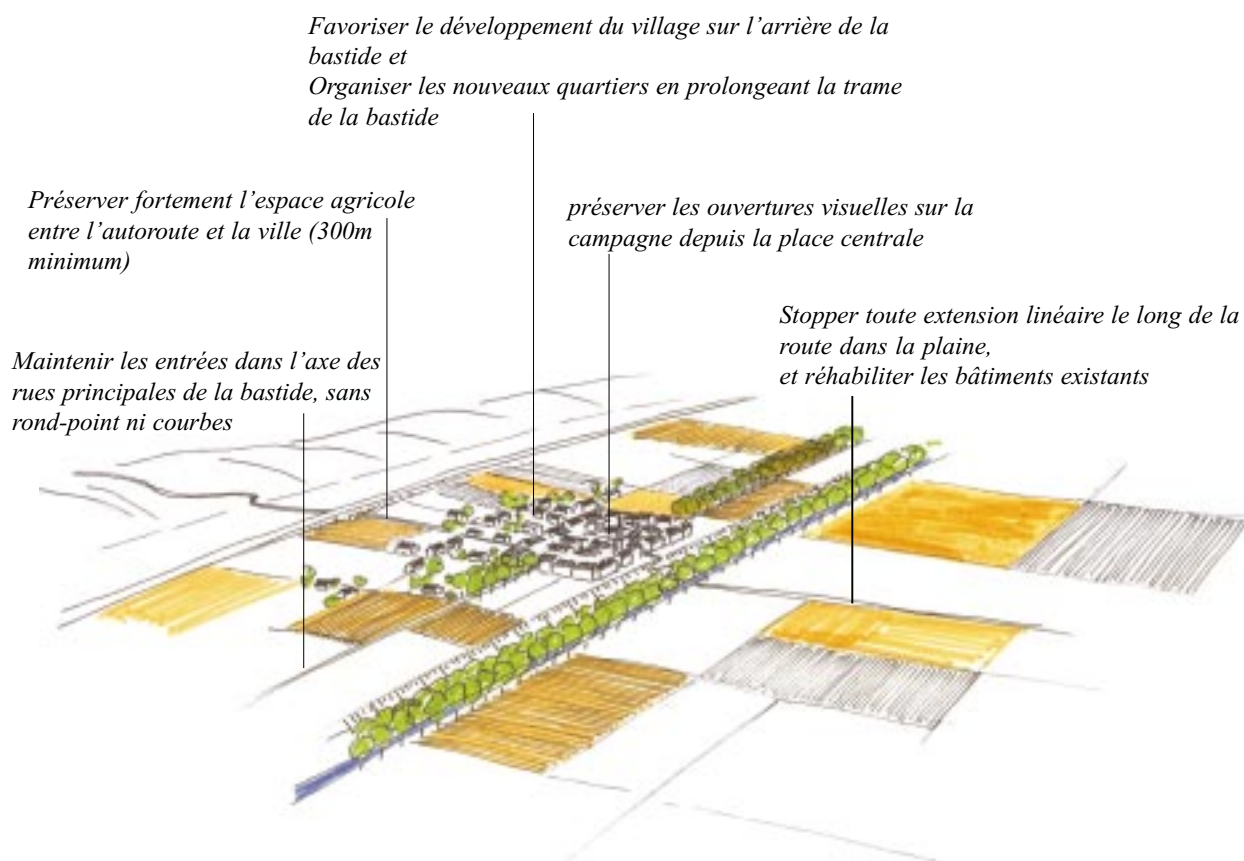 Favoriser le développement du village sur l’arrière de la
bastide et
Organiser les nouveaux quartiers en prolongeant la trame
de la bastide
Préserver fortement l’espace agricole
entre l’autoroute et la ville (300m
minimum)
préserver les ouvertures visuelles sur la
campagne depuis la place centrale
Stopper toute extension linéaire le long de la
route dans la plaine,
et réhabiliter les bâtiments existants
Maintenir les entrées dans l’axe des
rues principales de la bastide, sans
rond-point ni courbes